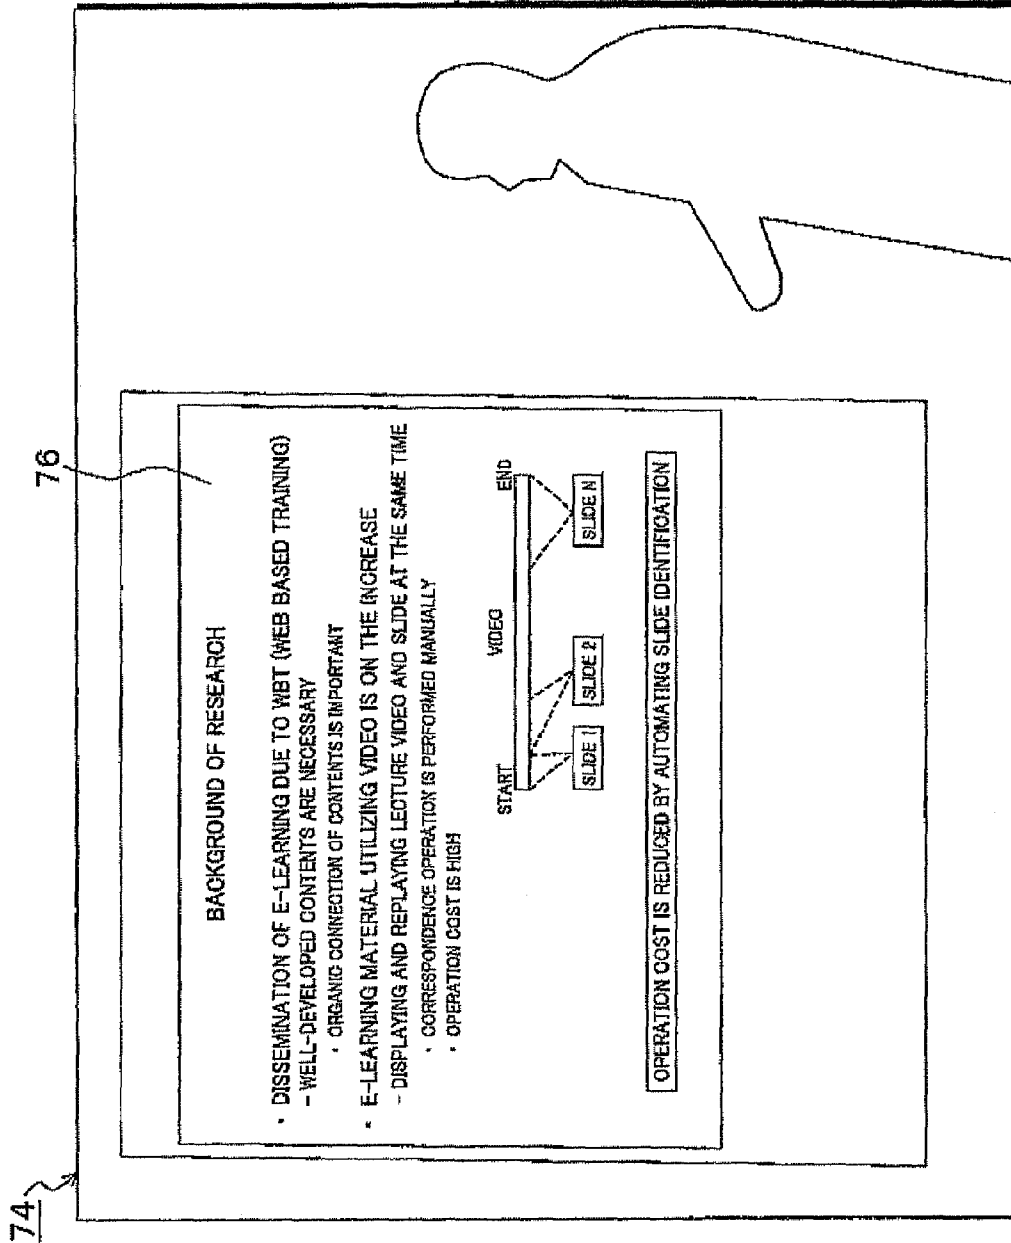 74
76
BACKGROUND OF RESEARCH
・ DISSEMINATION OF E-LEARNING DUE TO WBT (WEB BASED TRAINING)
- WELL-DEVELOPED CONTENTS ARE NECESSARY
・ ORGANIC CONNECTION OF CONTENTS IS IMPORTANT
・ E-LEARNING MATERIAL UTILIZING VIDEO IS ON THE INCREASE
- DISPLAYING AND REPLAYING LECTURE VIDEO AND SLIDE AT THE SAME TIME
・ CORRESPONDENCE OPERATION IS PERFORMED MANUALLY
・ OPERATION COST IS HIGH
START VIDEO END
SLIDE 1 SLIDE 2 SLIDE N
OPERATION COST IS REDUCED BY AUTOMATING SLIDE IDENTIFICATION